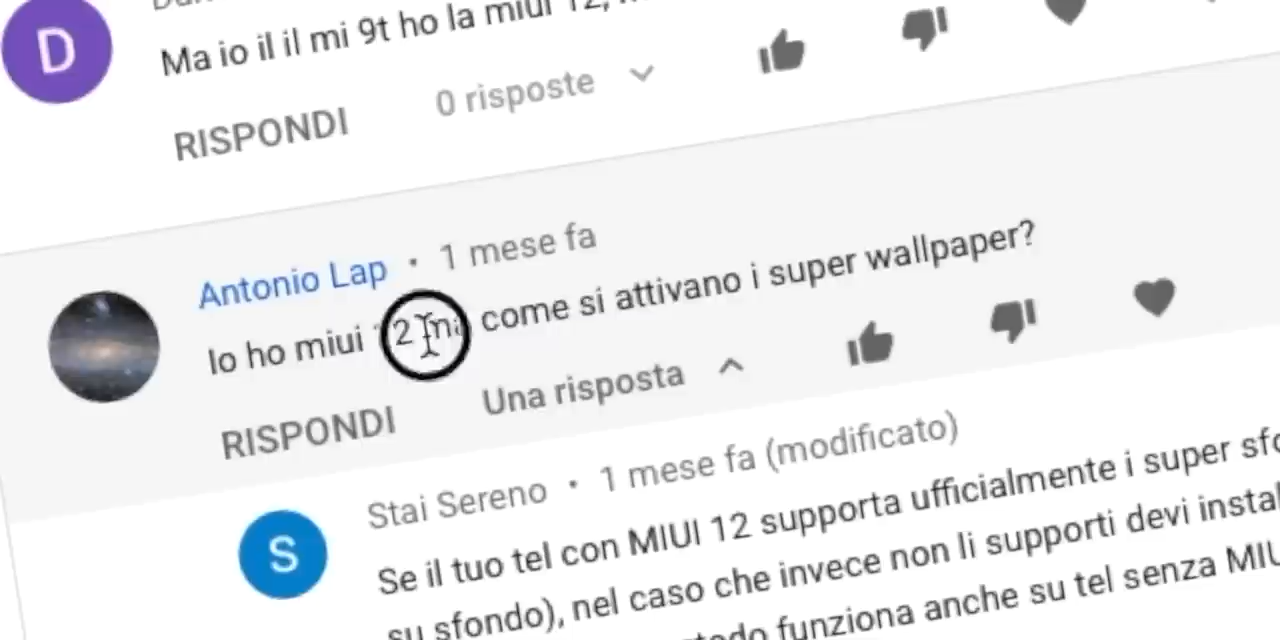 D
Ma io il il mi 9t ho la miui 12,
RISPONDI
0 risposte
Antonio Lap • 1 mese fa
Io ho miui 12 ma come si attivano i super wallpaper?
RISPONDI
Una risposta
S
Stai Sereno • 1 mese fa (modificato)
Se il tuo tel con MIUI 12 supporta ufficialmente i super
su sfondo), nel caso che invece non li supporti devi
funziona anche su tel senza